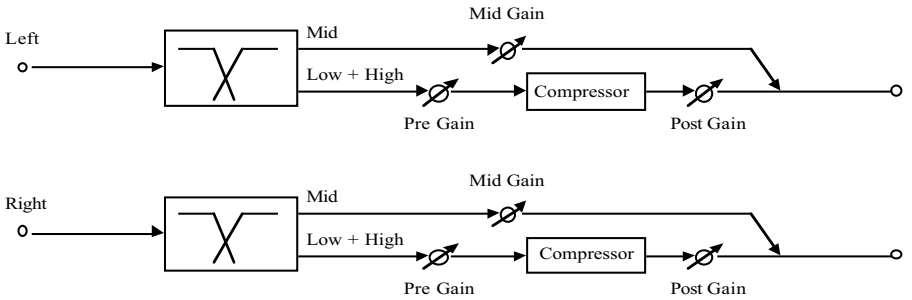 Mid Gain
Left
Mid
Low + High
Compressor
Pre Gain
Post Gain
Mid Gain
Right
Mid
Low + High
Compressor
Pre Gain
Post Gain